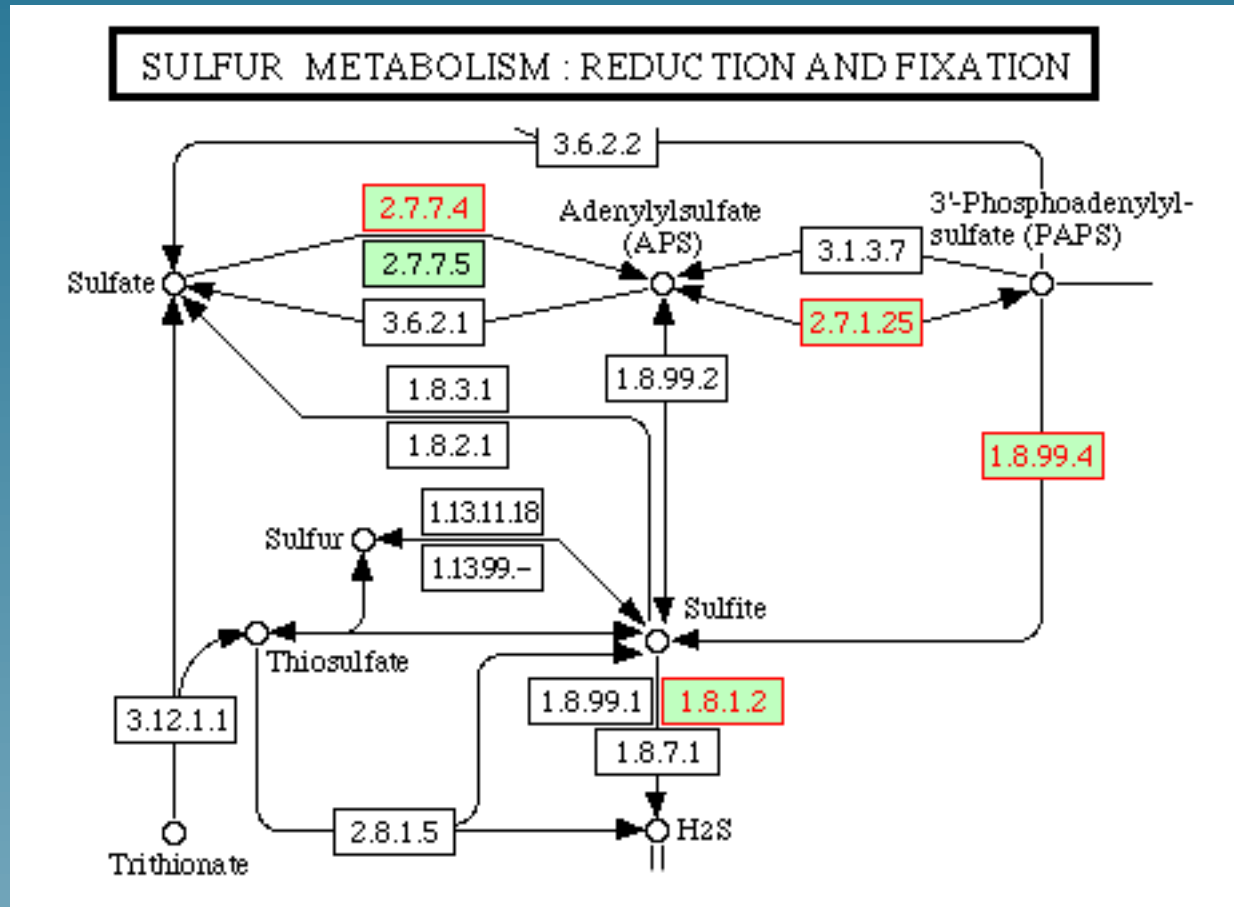 SULFUR METABOLISM : REDUCTION AND FIXATION
3.6.2.2
2.7.7.4
Adenylylsulfate
(APS)
3'-Phosphoadenylyl-
sulfate (PAPS)
2.7.7.5
3.1.3.7
Sulfate
3.6.2.1
2.7.1.25
1.8.99.2
1.8.3.1
1.8.2.1
1.8.99.4
1.13.11.18
Sulfur
1.13.99.-
Sulfite
Thiosulfate
1.8.99.1
1.8.1.2
3.12.1.1
1.8.7.1
2.8.1.5
H2S
Trithionate